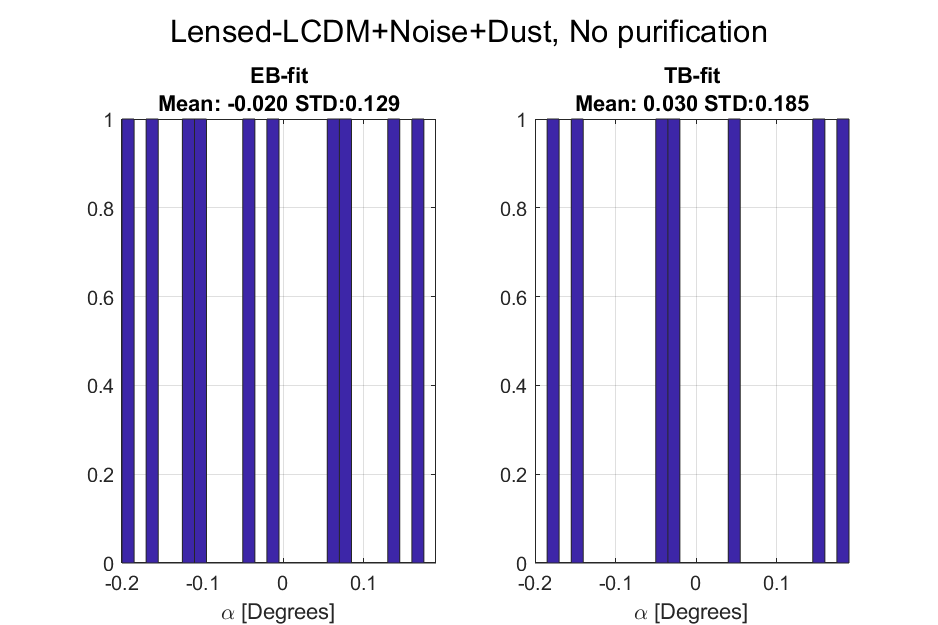 Lensed-LCDM+Noise+Dust, No purification
EB-fit
Mean: -0.020 STD:0.129
1
0.8
0.6
0.4
0.2
0
-0.2 -0.1 0 0.1
α [Degrees]
TB-fit
Mean: 0.030 STD:0.185
1
0.8
0.6
0.4
0.2
0
-0.2 -0.1 0 0.1
α [Degrees]